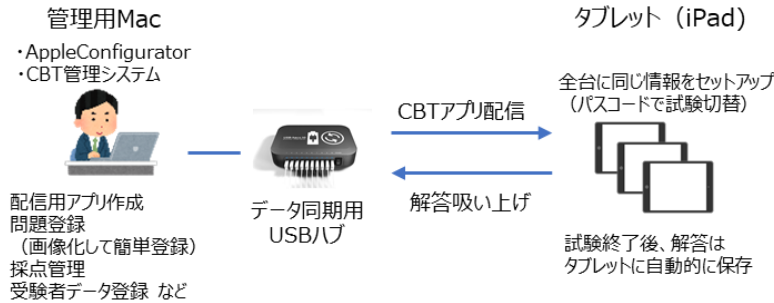 管理用Mac
・AppleConfigurator
・CBT管理システム
配信用アプリ作成
問題登録
（画像化して簡単登録）
採点管理
受験者データ登録 など
データ同期用
USBハブ
CBTアプリ配信
解答吸い上げ
タブレット（iPad）
全台に同じ情報をセットアップ
（パスコードで試験切替）
試験終了後、解答は
タブレットに自動的に保存